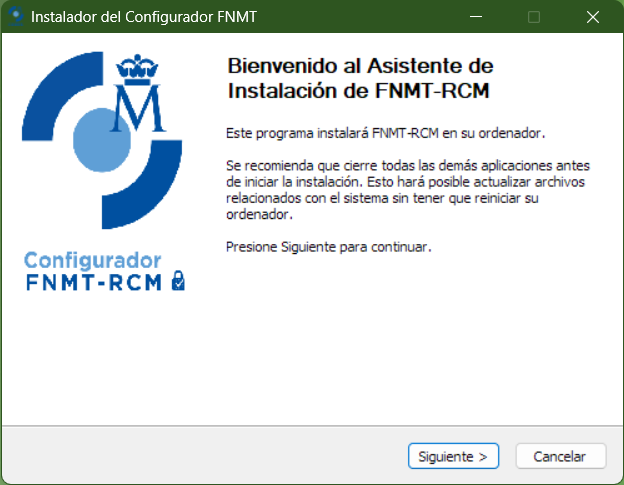 Instalador del Configurador FNMT
Bienvenido al Asistente de
Instalación de FNMT-RCM
Este programa instalará FNMT-RCM en su ordenador.
Se recomienda que cierre todas las demás aplicaciones antes
de iniciar la instalación. Esto hará posible actualizar archivos
relacionados con el sistema sin tener que reiniciar su
ordenador.
Presione Siguiente para continuar.
M
Configurador
FNMT-RCM
Siguiente >
Cancelar